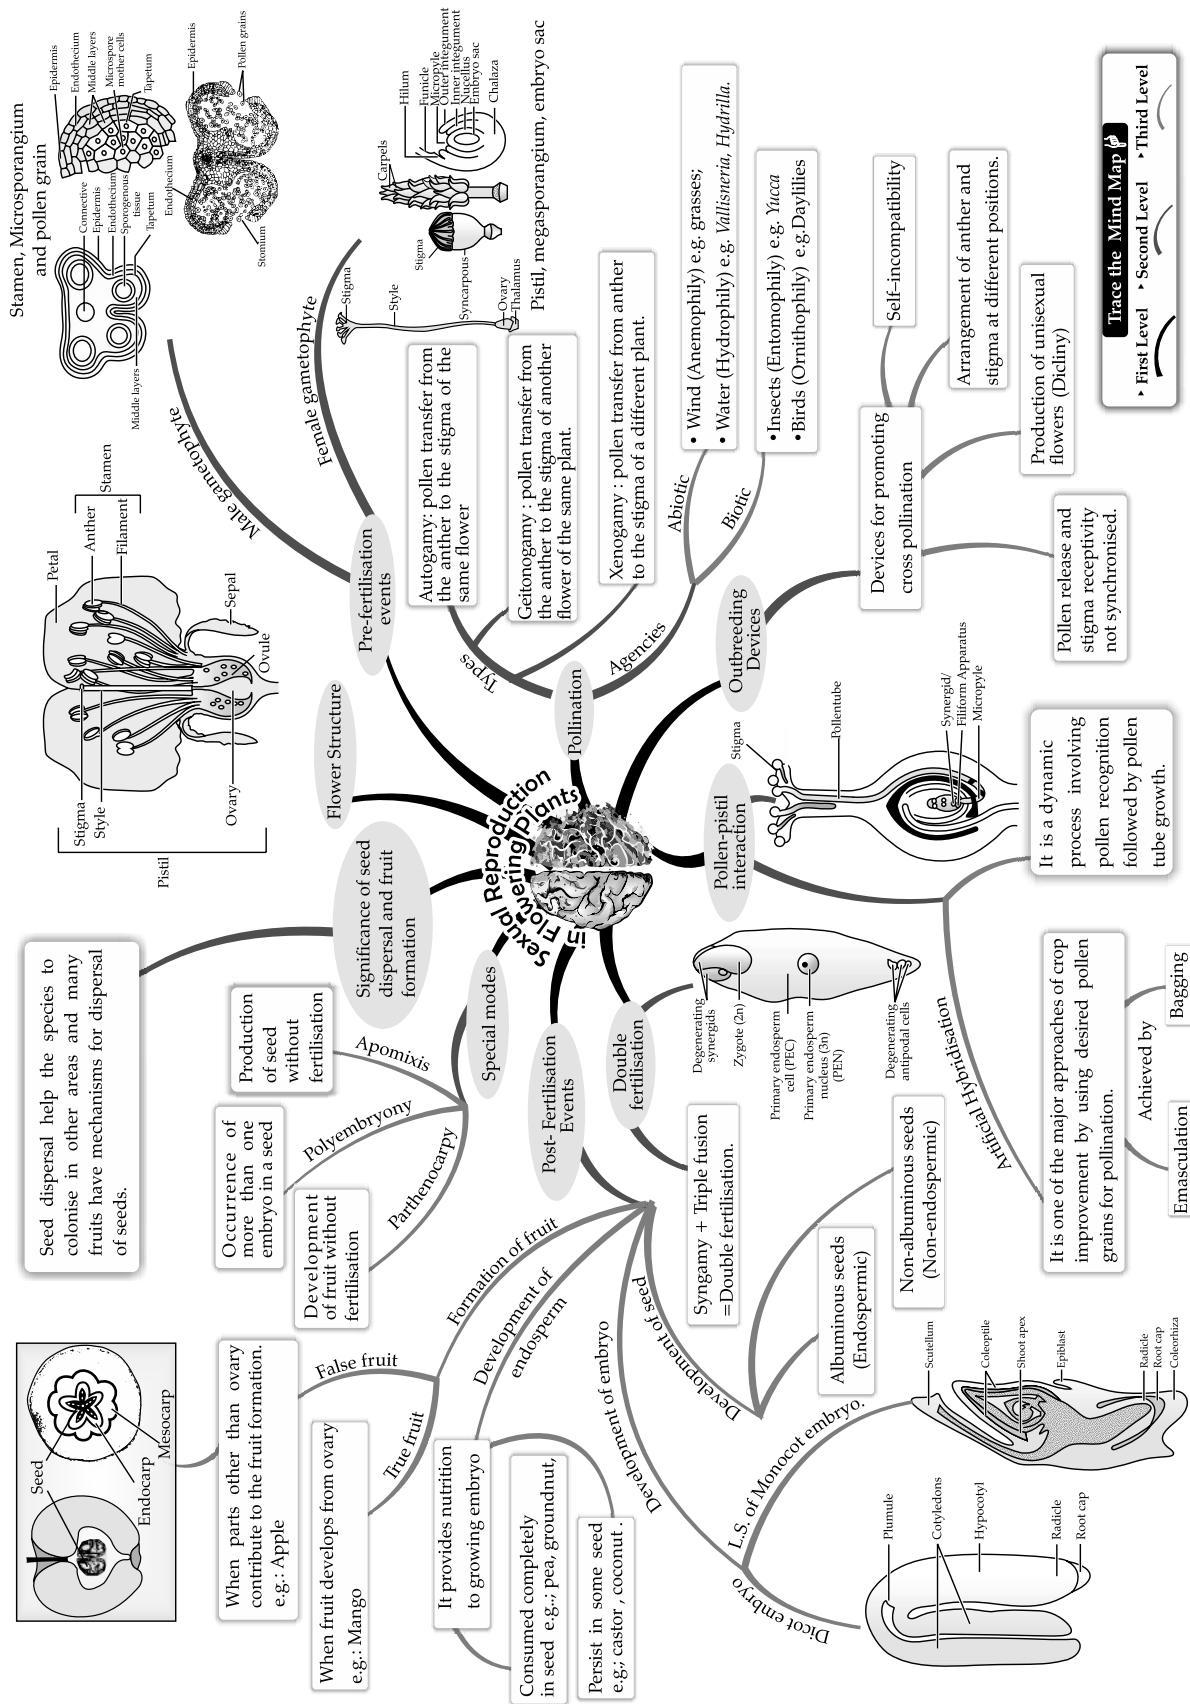 Sexual Reproduction
in Flowering Plants
Flower Structure
Petal
Anther
Filament
Stamen
Sepal
Ovule
Stigma
Style
Ovary
Pistil
Pre-fertilisation
events
Male gametophyte
Stamen, Microsporangium
and pollen grain
Connective
Epidermis
Endothecium
Sporogenous
tissue
Tapetum
Middle layers
Epidermis
Endothecium
Middle layers
Microspore
mother cells
Tapetum
Epidermis
Pollen grains
Endothecium
Stomium
Female gametophyte
Stigma
Style
Ovary
Thalamus
Stigma
Syncarpous
Carpels
Hilum
Funicle
Micropyle
Outer integument
Inner integument
Nucellus
Embryo sac
Chalaza
Pistil, megasporangium, embryo sac
Pollination
Types
Autogamy: pollen transfer from
the anther to the stigma of the
same flower
Geitonogamy : pollen transfer from
the anther to the stigma of another
flower of the same plant.
Xenogamy : pollen transfer from anther
to the stigma of a different plant.
Agencies
Abiotic
• Wind (Anemophily) e.g. grasses;
• Water (Hydrophily) e.g. Vallisneria, Hydrilla.
Biotic
• Insects (Entomophily) e.g. Yucca
• Birds (Ornithophily) e.g.Daylilies
Outbreeding
Devices
Devices for promoting
cross pollination
Self–incompatibility
Arrangement of anther and
stigma at different positions.
Production of unisexual
flowers (Dicliny)
Pollen release and
stigma receptivity
not synchronised.
Pollen-pistil
interaction
Stigma
Pollentube
Synergid/
Filiform Apparatus
Micropyle
It is a dynamic
process involving
pollen recognition
followed by pollen
tube growth.
Artificial Hybridisation
It is one of the major approaches of crop
improvement by using desired pollen
grains for pollination.
Achieved by
Emasculation
Bagging
Double
fertilisation
Degenerating
synergids
Zygote (2n)
Primary endosperm
cell (PEC)
Primary endosperm
nucleus (3n)
(PEN)
Degenerating
antipodal cells
Syngamy + Triple fusion
=Double fertilisation.
Post- Fertilisation
Events
Formation of fruit
False fruit
When parts other than ovary
contribute to the fruit formation.
e.g.: Apple
Seed
Endocarp
Mesocarp
True fruit
When fruit develops from ovary
e.g.: Mango
Development of
endosperm
It provides nutrition
to growing embryo
Consumed completely
in seed e.g..; pea, groundnut,
Persist in some seed
e.g.; castor , coconut .
Development of embryo
Dicot embryo
Plumule
Cotyledons
Hypocotyl
Radicle
Root cap
L.S. of Monocot embryo.
Scutellum
Coleoptile
Shoot apex
Epiblast
Radicle
Root cap
Coleorhiza
Development of seed
Albuminous seeds
(Endospermic)
Non-albuminous seeds
(Non-endospermic)
Special modes
Apomixis
Production
of seed
without
fertilisation
Polyembryony
Occurrence of
more than one
embryo in a seed
Parthenocarpy
Development
of fruit without
fertilisation
Significance of seed
dispersal and fruit
formation
Seed dispersal help the species to
colonise in other areas and many
fruits have mechanisms for dispersal
of seeds.
Trace the Mind Map
First Level
Second Level
Third Level